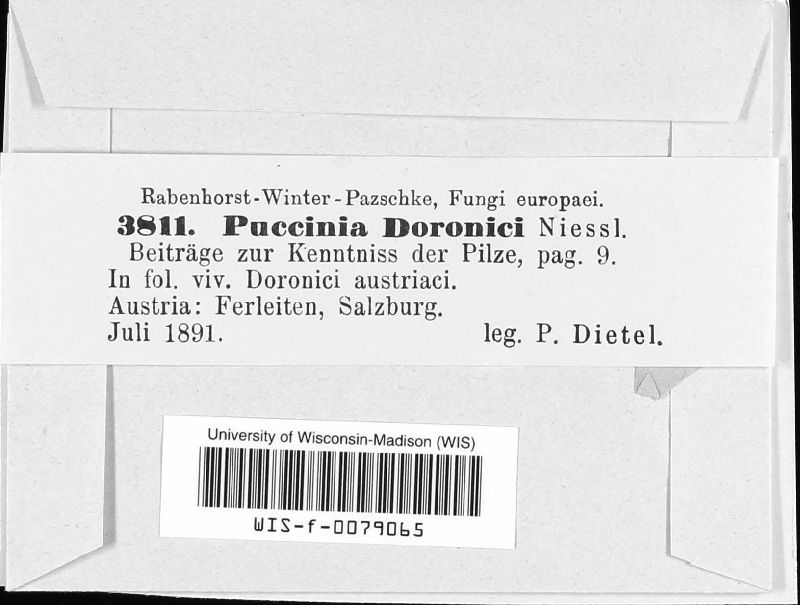 Rabenhorst-Winter-Pazschke, Fungi europaei.
3811. Puccinia Doronici Niessl.
Beiträge zur Kenntniss der Pilze, pag. 9.
In fol. viv. Doronici austriaci.
Austria: Ferleiten, Salzburg.
Juli 1891. leg. P. Dietel.
University of Wisconsin-Madison (WIS)
WIS-f-0079065